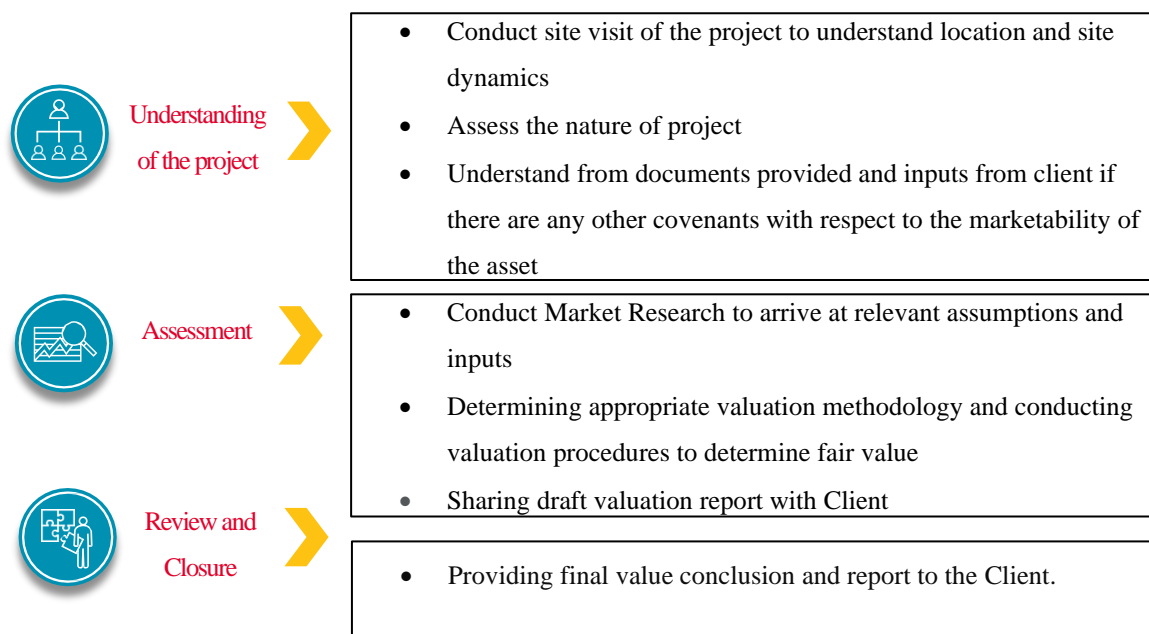 Understanding
of the project
• Conduct site visit of the project to understand location and site
dynamics
• Assess the nature of project
• Understand from documents provided and inputs from client if
there are any other covenants with respect to the marketability of
the asset
Assessment
• Conduct Market Research to arrive at relevant assumptions and
inputs
• Determining appropriate valuation methodology and conducting
valuation procedures to determine fair value
• Sharing draft valuation report with Client
Review and
Closure
• Providing final value conclusion and report to the Client.